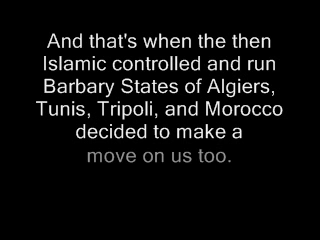 And that's when the then
Islamic controlled and run
Barbary States of Algiers,
Tunis, Tripoli, and Morocco
decided to make a
move on us too.